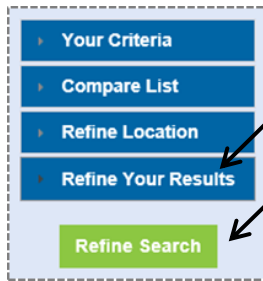 Your Criteria
Compare List
Refine Location
Refine Your Results
Refine Search